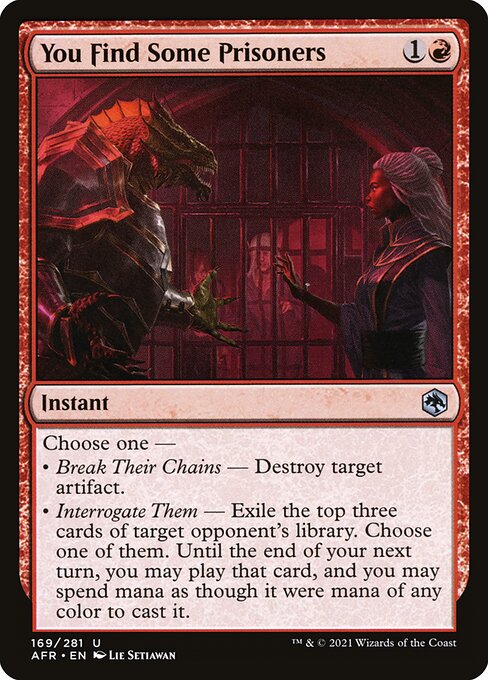 You Find Some Prisoners 1
Instant
Choose one —
• Break Their Chains — Destroy target
artifact.
• Interrogate Them — Exile the top three
cards of target opponent's library. Choose
one of them. Until the end of your next
turn, you may play that card, and you may
spend mana as though it were mana of any
color to cast it.
169/281 U
AFR • EN Lie Setiawan
™ & © 2021 Wizards of the Coast